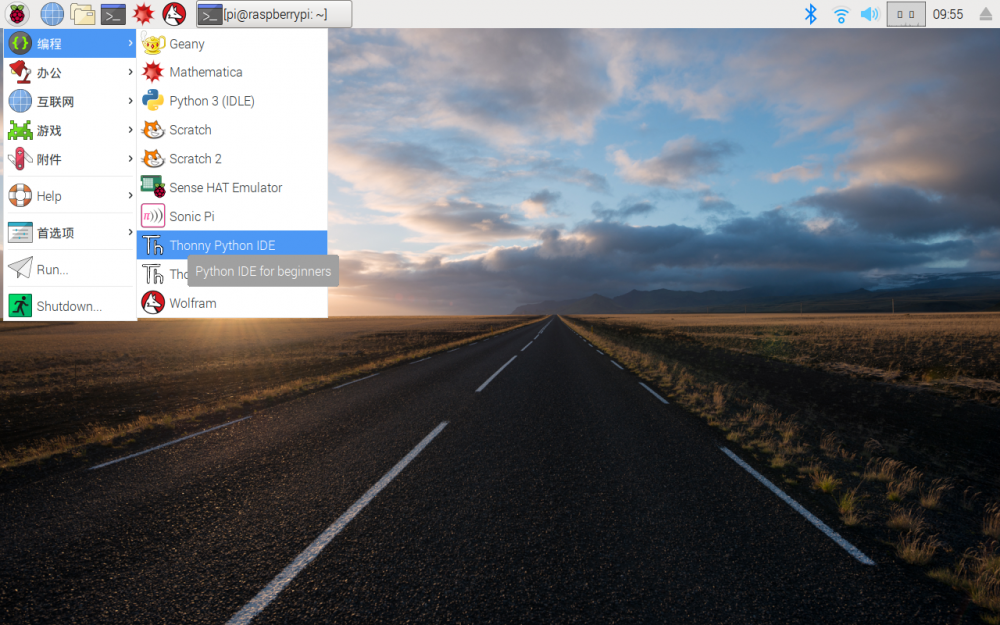 [pi@raspberrypi: ~]
09:55
编程
办公
互联网
游戏
附件
Help
首选项
Run...
Shutdown...
Geany
Mathematica
Python 3 (IDLE)
Scratch
Scratch 2
Sense HAT Emulator
Sonic Pi
Thonny Python IDE
Python IDE for beginners
Wolfram